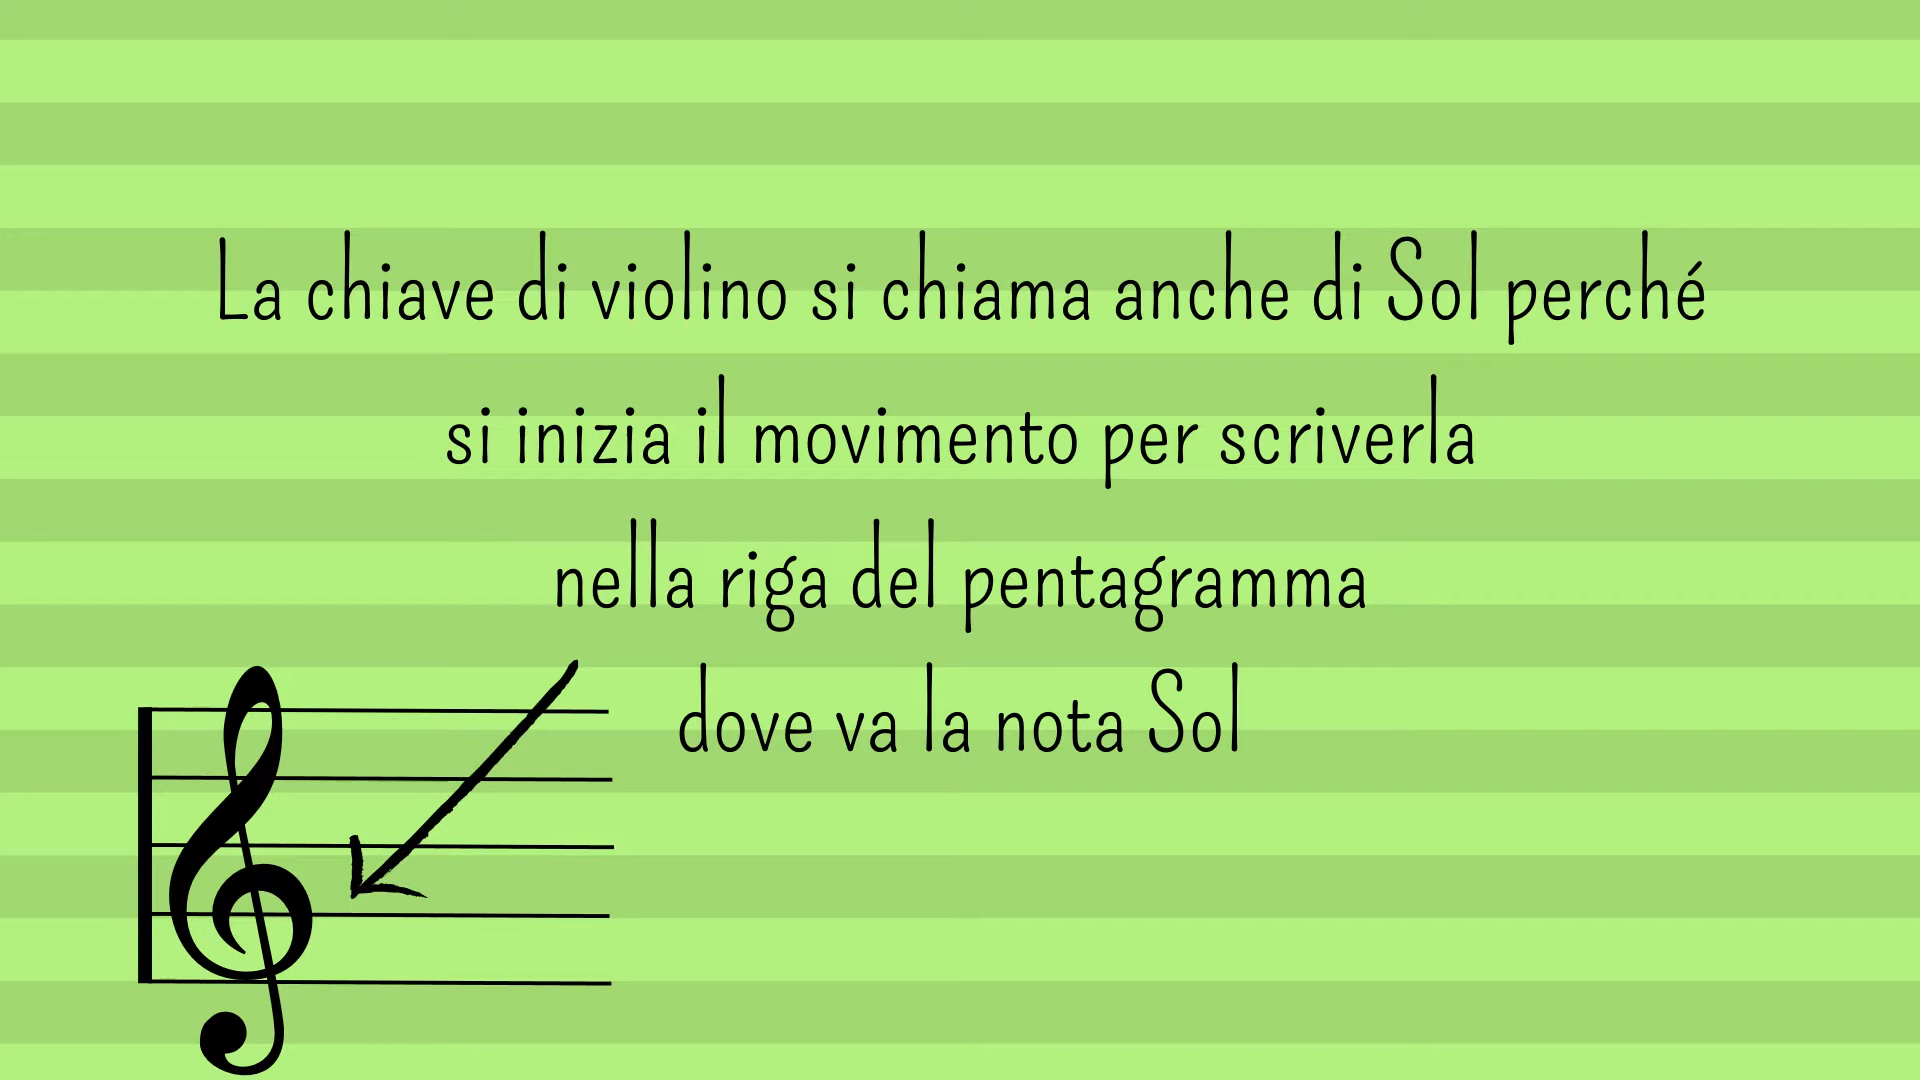 La chiave di violino si chiama anche di Sol perché
si inizia il movimento per scriverla
nella riga del pentagramma
dove va la nota Sol